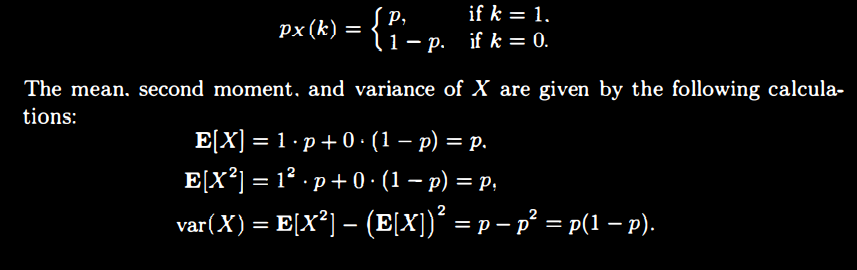 pX(k) = { p, if k = 1.
1 − p. if k = 0.
The mean. second moment. and variance of X are given by the following calcula-
tions:
E[X] = 1 · p + 0 · (1 − p) = p.
E[X²] = 1² · p + 0 · (1 − p) = p,
var(X) = E[X²] − (E[X])² = p − p² = p(1 − p).